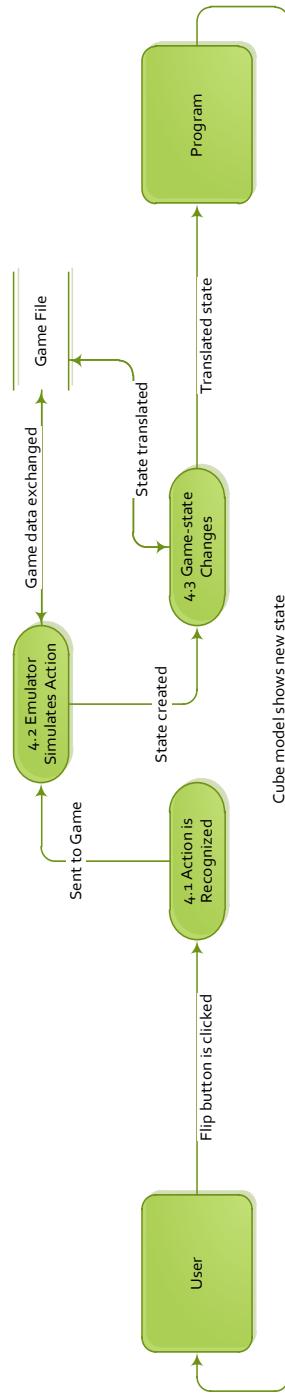 User
Flip button is clicked
4.1 Action is
Recognized
Sent to Game
4.2 Emulator
Simulates Action
Game data exchanged
Game File
State created
State translated
4.3 Game-state
Changes
Translated state
Program
Cube model shows new state